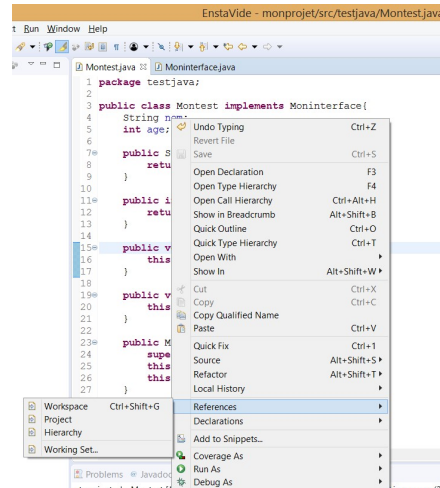 EnstaVide - monprojet/src/testjava/Montest.java
t Run Window Help
Montest.java Moninterface.java
1 package testjava;
2
3 public class Montest implements Moninterface{
4 String nom;
5 int age;
6
7 public S
8 retu
9 }
10
11 public i
12 retu
13 }
14
15 public v
16 this
17 }
18
19 public v
20 this
21 }
22
23 public M
24 supe
25 this
26 this
27 }
Undo Typing Ctrl+Z
Revert File
Save Ctrl+S
Open Declaration F3
Open Type Hierarchy F4
Open Call Hierarchy Ctrl+Alt+H
Show in Breadcrumb Alt+Shift+B
Quick Outline Ctrl+O
Quick Type Hierarchy Ctrl+T
Open With
Show In Alt+Shift+W
Cut Ctrl+X
Copy Ctrl+C
Copy Qualified Name
Paste Ctrl+V
Quick Fix Ctrl+1
Source Alt+Shift+S
Refactor Alt+Shift+T
Local History
References
Declarations
Add to Snippets...
Coverage As
Run As
Debug As
Workspace Ctrl+Shift+G
Project
Hierarchy
Working Set...
Problems Javadoc